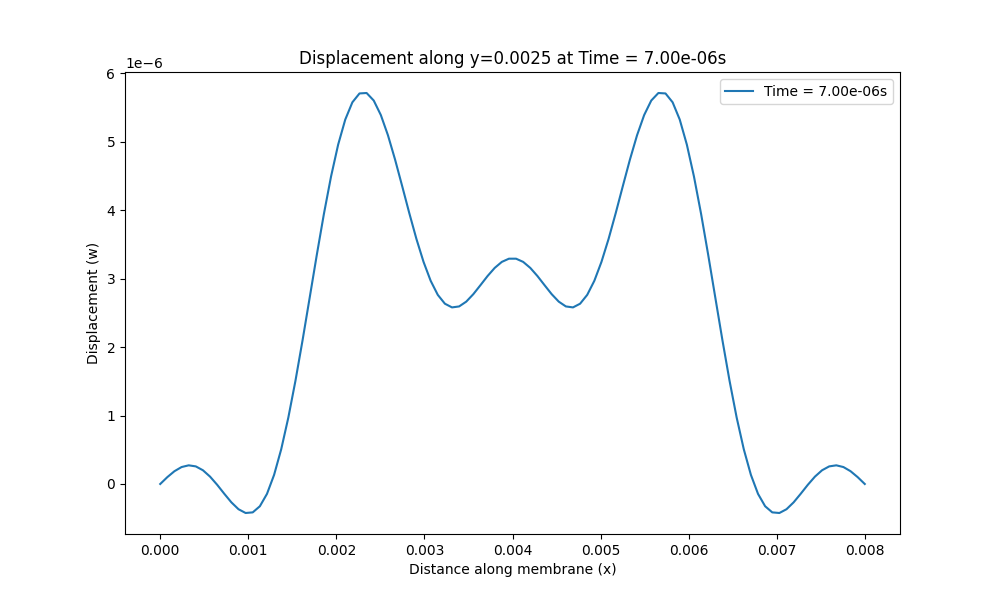 Displacement along y=0.0025 at Time = 7.00e-06s
1e−6
Time = 7.00e-06s
6
5
4
3
2
1
0
Displacement (w)
0.000 0.001 0.002 0.003 0.004 0.005 0.006 0.007 0.008
Distance along membrane (x)